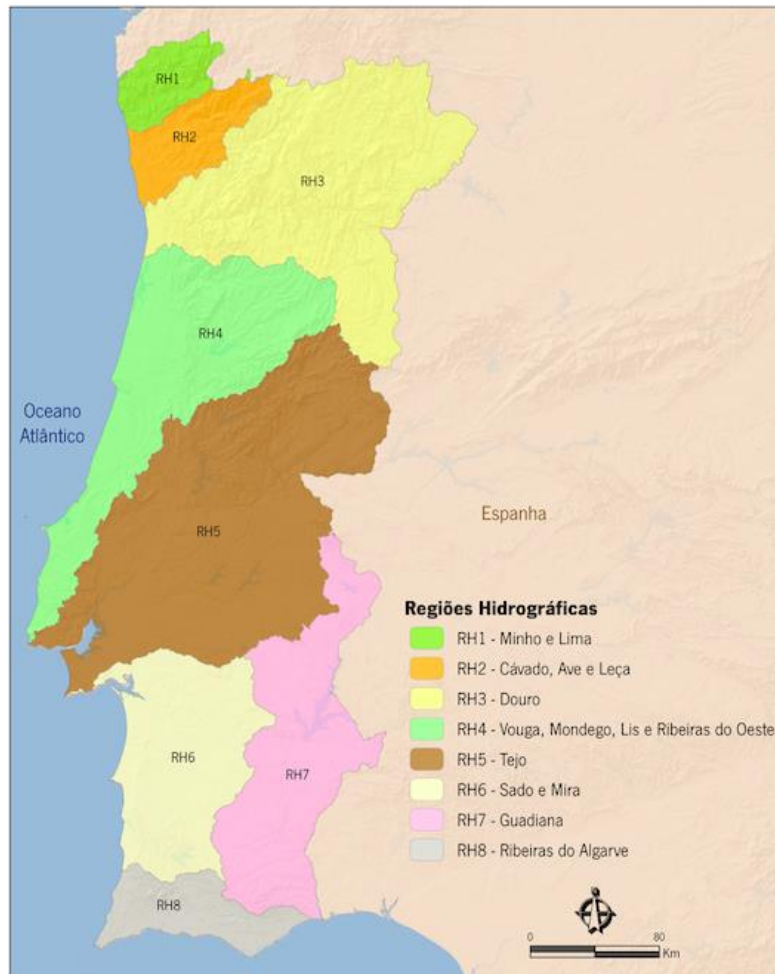 RH1
RH2
RH3
RH4
Oceano
Atlântico
Espanha
RH5
RH6
RH7
RH8
Regiões Hidrográficas
RH1 - Minho e Lima
RH2 - Cávado, Ave e Leça
RH3 - Douro
RH4 - Vouga, Mondego, Lis e Ribeiras do Oeste
RH5 - Tejo
RH6 - Sado e Mira
RH7 - Guadiana
RH8 - Ribeiras do Algarve
0 80
Km